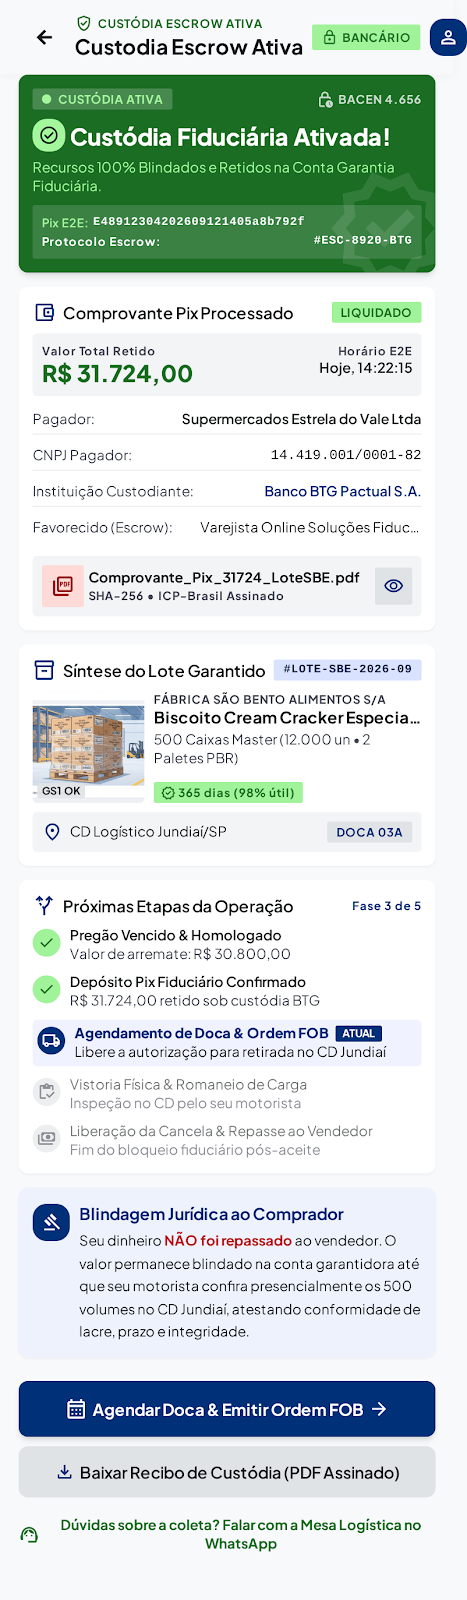 CUSTÓDIA ESCROW ATIVA
Custodia Escrow Ativa
BANCÁRIO
CUSTÓDIA ATIVA
BACEN 4.656
Custódia Fiduciária Ativada!
Recursos 100% Blindados e Retidos na Conta Garantia
Fiduciária.
Pix E2E: E48912304202609121405a8b792f
Protocolo Escrow: #ESC-8920-BTG
Comprovante Pix Processado
LIQUIDADO
Valor Total Retido
Horário E2E
R$ 31.724,00
Hoje, 14:22:15
Pagador: Supermercados Estrela do Vale Ltda
CNPJ Pagador: 14.419.001/0001-82
Instituição Custodiante: Banco BTG Pactual S.A.
Favorecido (Escrow): Varejista Online Soluções Fiduc...
PDF
Comprovante_Pix_31724_LoteSBE.pdf
SHA-256 • ICP-Brasil Assinado
Síntese do Lote Garantido
#LOTE-SBE-2026-09
GS1 OK
FÁBRICA SÃO BENTO ALIMENTOS S/A
Biscoito Cream Cracker Especia...
500 Caixas Master (12.000 un • 2
Paletes PBR)
365 dias (98% útil)
CD Logístico Jundiaí/SP
DOCA 03A
Próximas Etapas da Operação
Fase 3 de 5
Pregão Vencido & Homologado
Valor de arremate: R$ 30.800,00
Depósito Pix Fiduciário Confirmado
R$ 31.724,00 retido sob custódia BTG
Agendamento de Doca & Ordem FOB ATUAL
Libere a autorização para retirada no CD Jundiaí
Vistoria Física & Romaneio de Carga
Inspeção no CD pelo seu motorista
Liberação da Cancela & Repasse ao Vendedor
Fim do bloqueio fiduciário pós-aceite
Blindagem Jurídica ao Comprador
Seu dinheiro NÃO foi repassado ao vendedor. O
valor permanece blindado na conta garantidora até
que seu motorista confira presencialmente os 500
volumes no CD Jundiaí, atestando conformidade de
lacre, prazo e integridade.
Agendar Doca & Emitir Ordem FOB
Baixar Recibo de Custódia (PDF Assinado)
Dúvidas sobre a coleta? Falar com a Mesa Logística no
WhatsApp